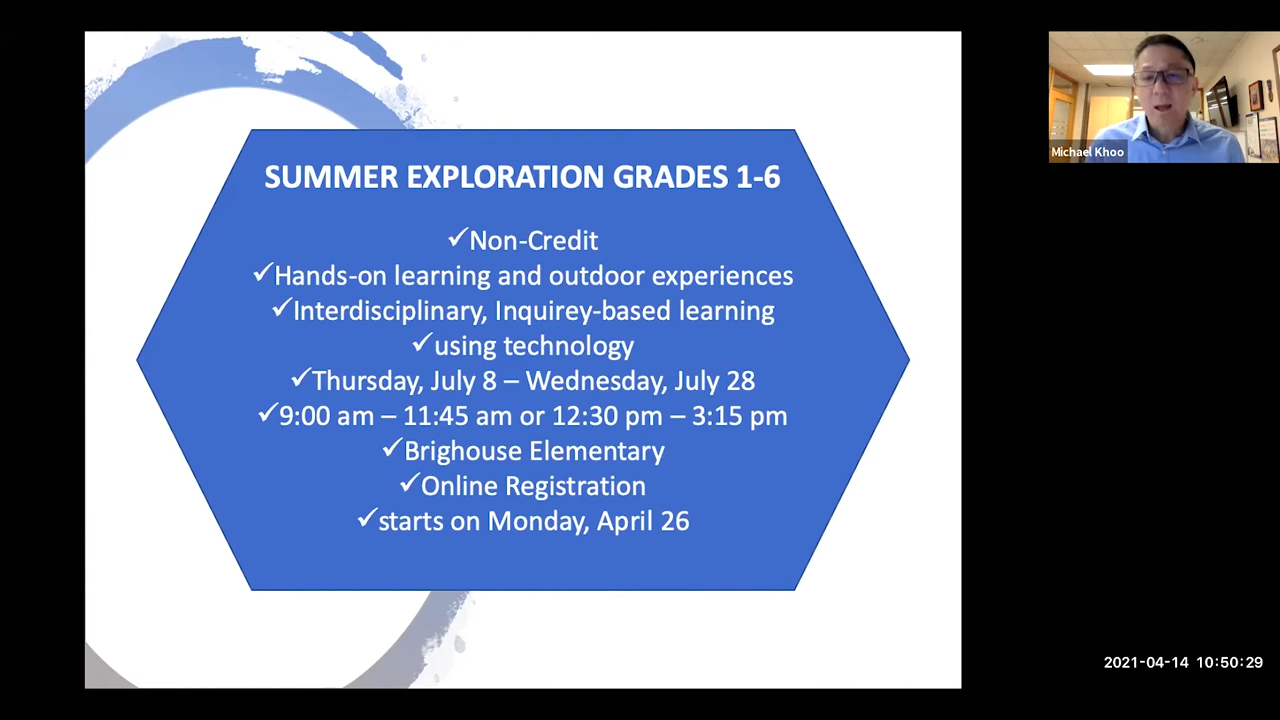 SUMMER EXPLORATION GRADES 1-6
✓Non-Credit
✓Hands-on learning and outdoor experiences
✓Interdisciplinary, Inquirey-based learning
✓using technology
✓Thursday, July 8 – Wednesday, July 28
✓9:00 am – 11:45 am or 12:30 pm – 3:15 pm
✓Brighouse Elementary
✓Online Registration
✓starts on Monday, April 26
Michael Khoo
2021-04-14 10:50:29